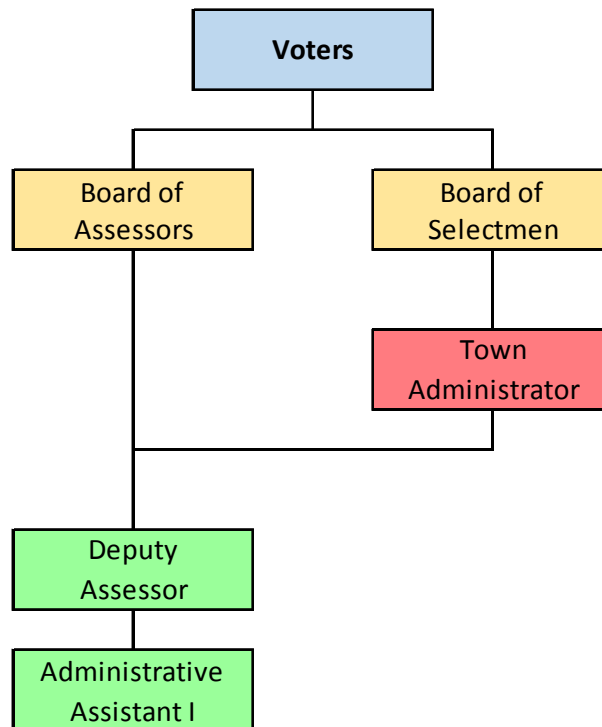 Voters
Board of
Assessors
Board of
Selectmen
Town
Administrator
Deputy
Assessor
Administrative
Assistant I